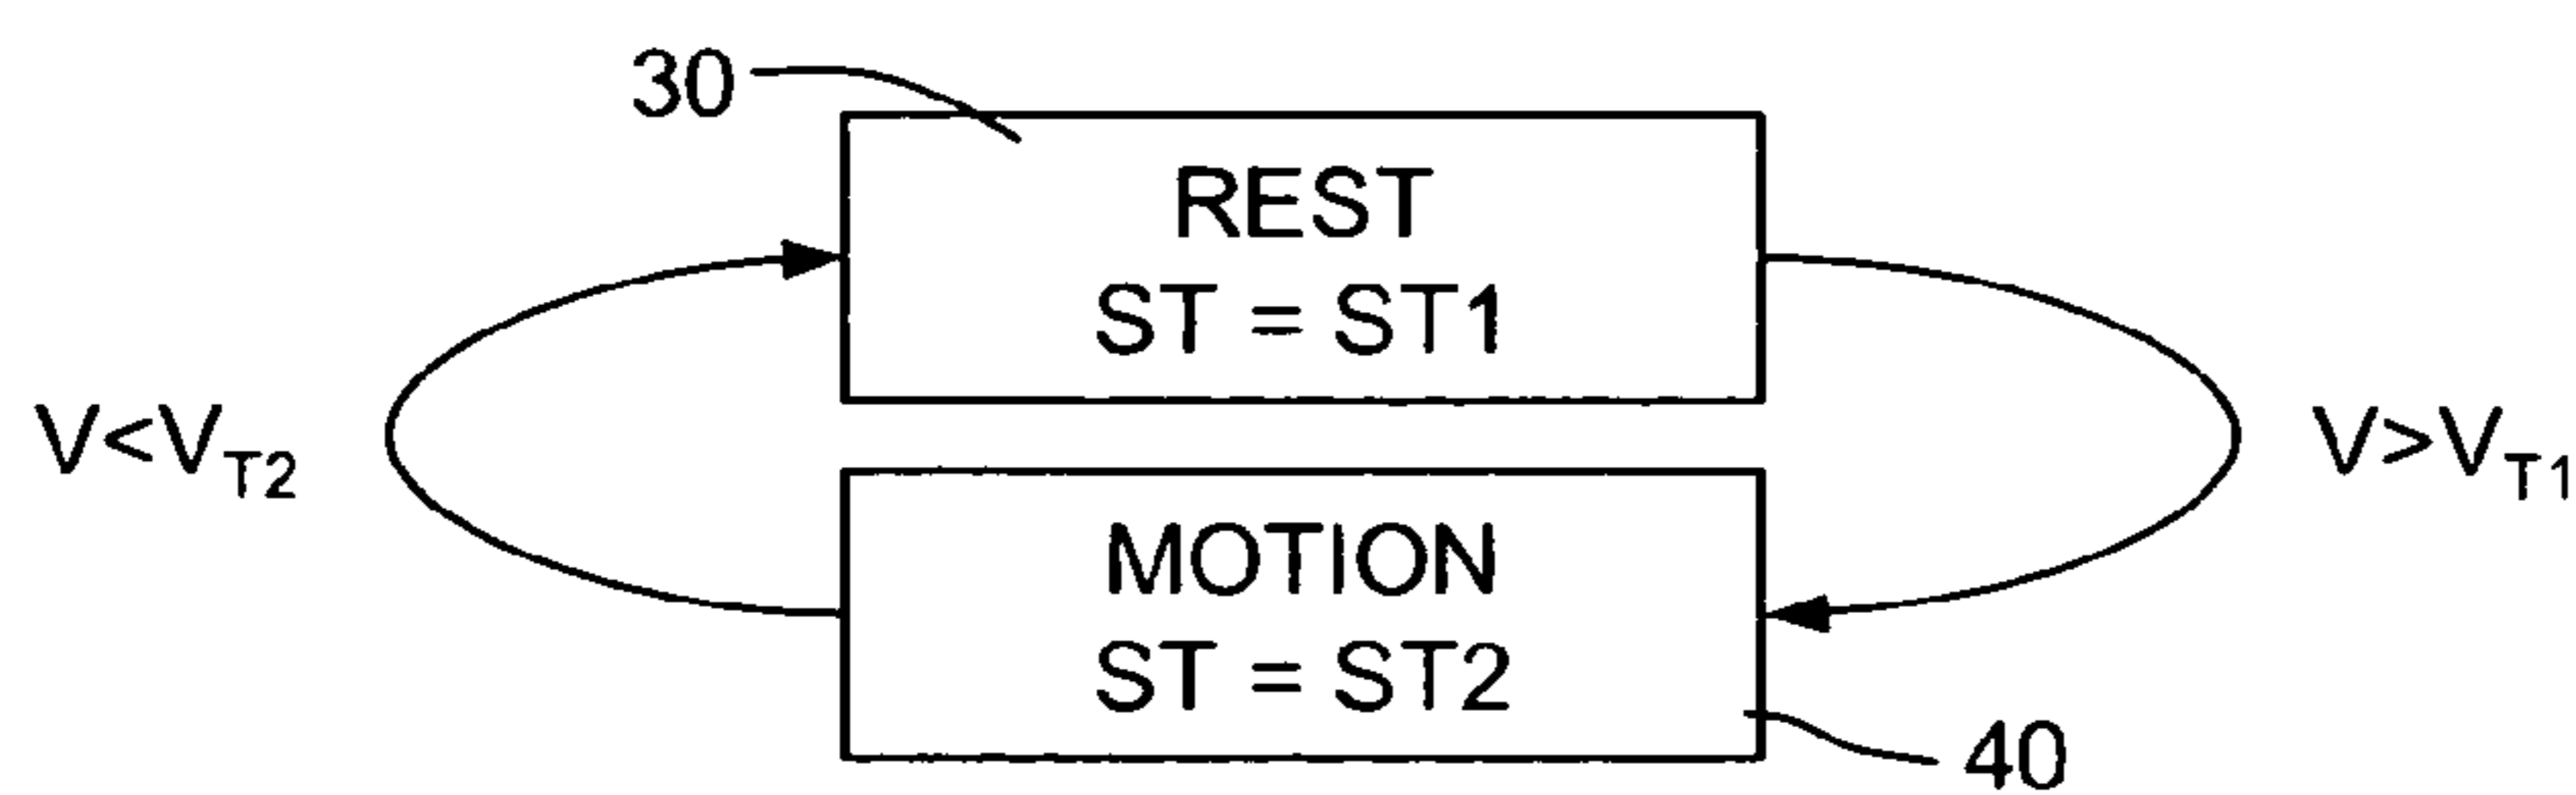 30
REST
ST = ST1
V<VT2
V>VT1
MOTION
ST = ST2
40